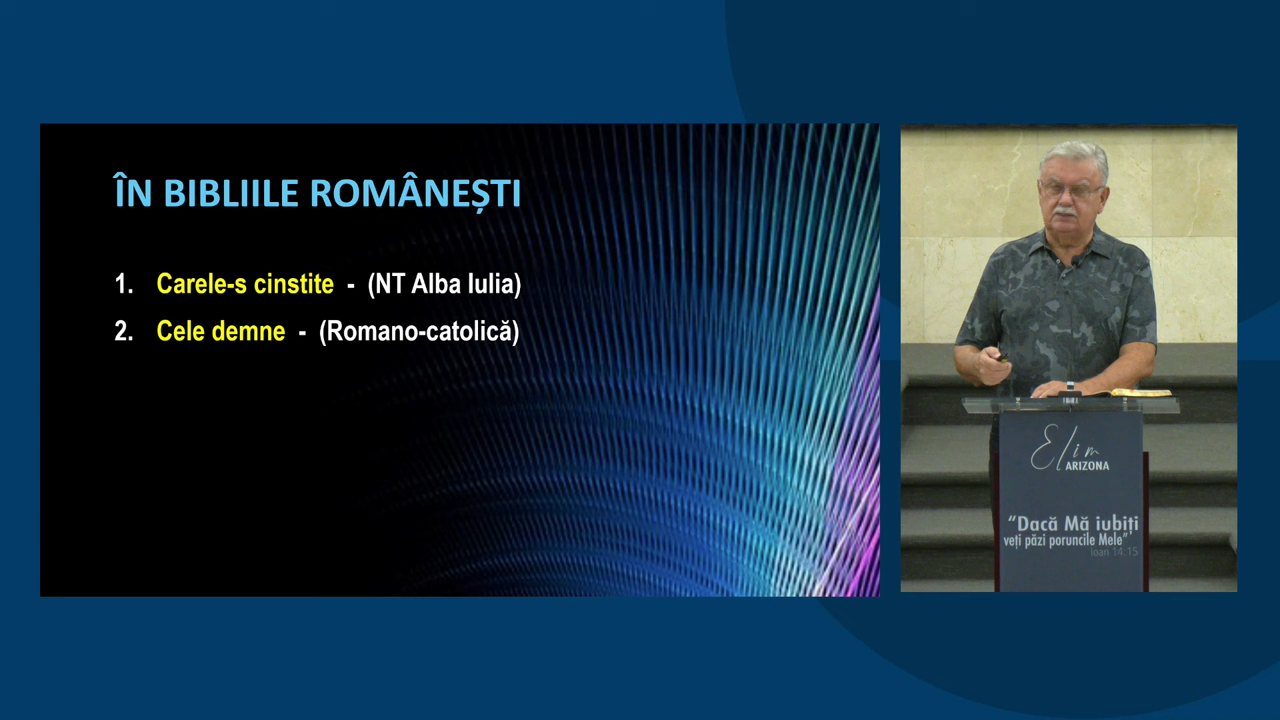 ÎN BIBLIILE ROMÂNEȘTI
1. Carele-s cinstite - (NT Alba Iulia)
2. Cele demne - (Romano-catolică)
Elim
ARIZONA
“Dacă Mă iubiți
veți păzi poruncile Mele”
Ioan 14:15